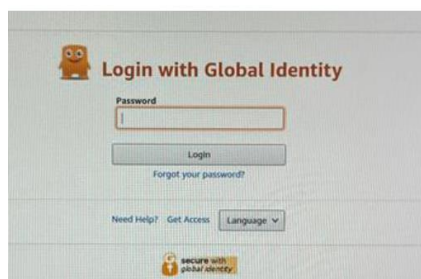 Login with Global Identity
Password
Login
Forgot your password?
Need Help? Get Access Language
secure with
global identity